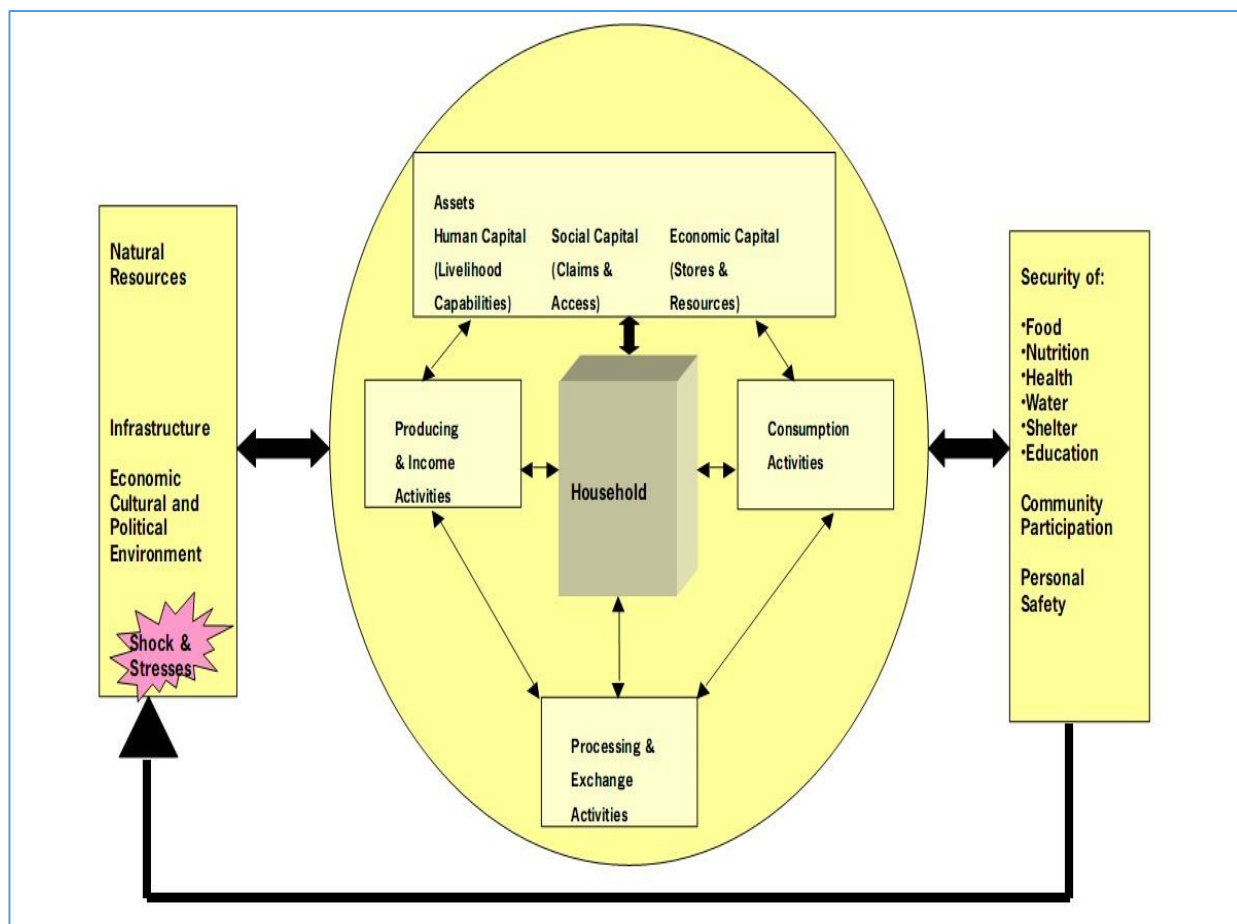 Natural
Resources
Infrastructure
Economic
Cultural and
Political
Environment
Shock &
Stresses
Assets
Human Capital
(Livelihood
Capabilities)
Social Capital
(Claims &
Access)
Economic Capital
(Stores &
Resources)
Producing
& Income
Activities
Household
Consumption
Activities
Processing &
Exchange
Activities
Security of:
•Food
•Nutrition
•Health
•Water
•Shelter
•Education
Community
Participation
Personal
Safety